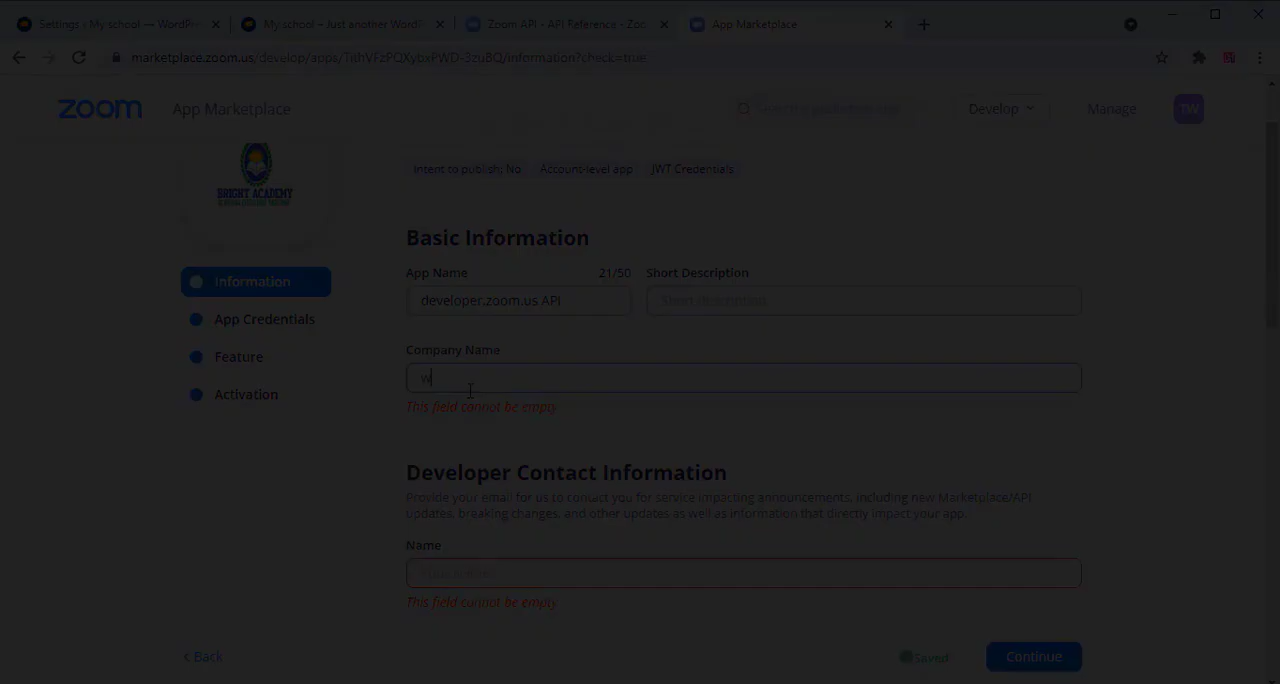 Settings ‹ My school — WordPr
My school – Just another Word
Zoom API - API Reference - Zoo
App Marketplace
marketplace.zoom.us/develop/apps/TithVFzPQXybxPWD-3zuBQ/information?check=true
zoom
App Marketplace
Develop
Manage
TW
BRIGHT ACADEMY
Intent to publish: No
Account-level app
JWT Credentials
Basic Information
App Name
21/50
Short Description
developer.zoom.us API
Short description
Company Name
w
This field cannot be empty
Information
App Credentials
Feature
Activation
Developer Contact Information
Provide your email for us to contact you for service impacting announcements, including new Marketplace/API
updates, breaking changes, and other updates as well as information that directly impact your app.
Name
This field cannot be empty
< Back
Saved
Continue